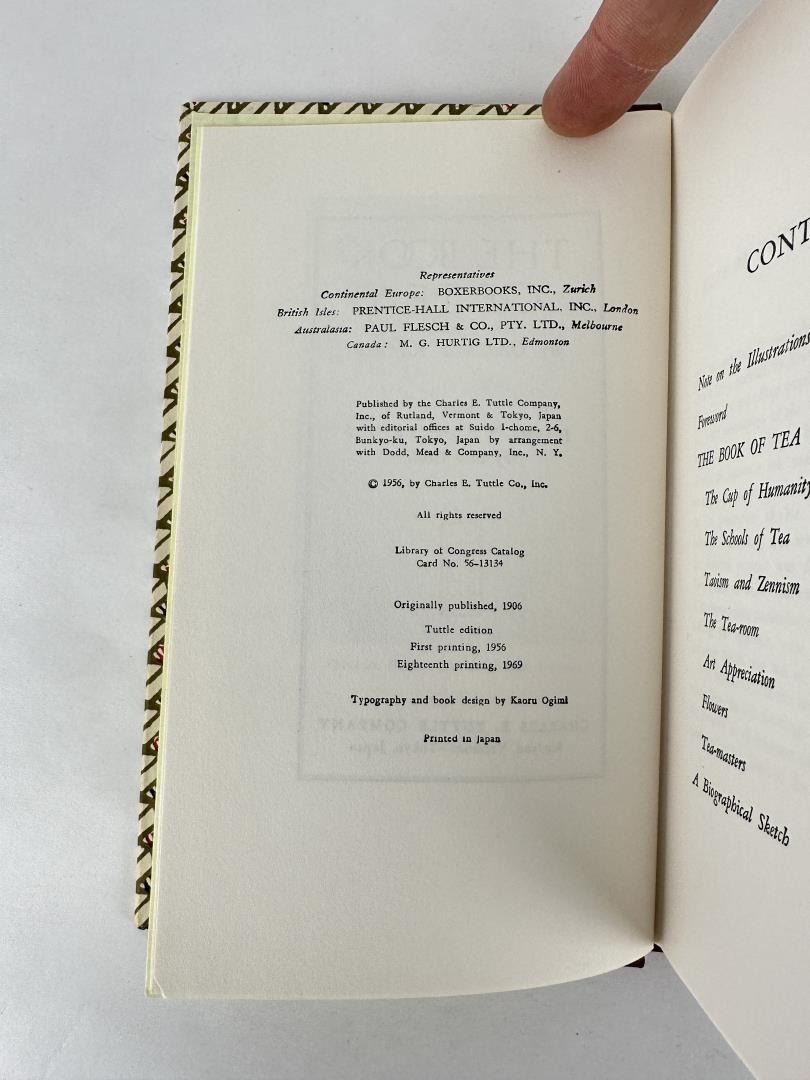 Representatives
Continental Europe: BOXERBOOKS, INC., Zurich
British Isles: PRENTICE-HALL INTERNATIONAL, INC., London
Australasia: PAUL FLESCH & CO., PTY. LTD., Melbourne
Canada: M. G. HURTIG LTD., Edmonton
Published by the Charles E. Tuttle Company,
Inc., of Rutland, Vermont & Tokyo, Japan
with editorial offices at Suido 1-chome, 2-6,
Bunkyo-ku, Tokyo, Japan by arrangement
with Dodd, Mead & Company, Inc., N. Y.
© 1956, by Charles E. Tuttle Co., Inc.
All rights reserved
Library of Congress Catalog
Card No. 56-13134
Originally published, 1906
Tuttle edition
First printing, 1956
Eighteenth printing, 1969
Typography and book design by Kaoru Ogimi
Printed in Japan
CONT
Note on the Illustrations
Foreword
THE BOOK OF TEA
The Cup of Humanity
The Schools of Tea
Taoism and Zennism
The Tea-room
Art Appreciation
Flowers
Tea-masters
A Biographical Sketch